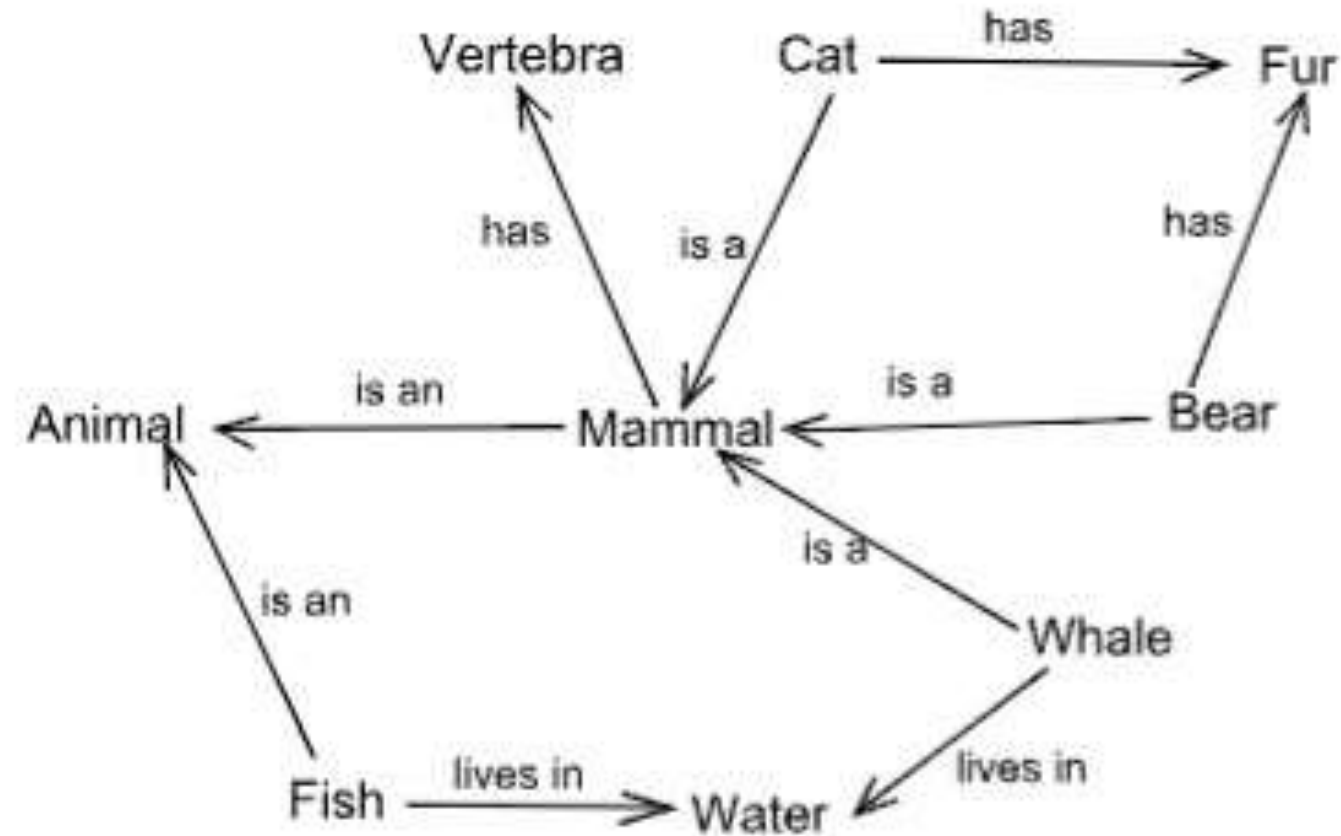 Vertebra
Cat
has
Fur
has
is a
has
Animal
is an
Mammal
is a
Bear
is an
is a
Whale
Fish
lives in
Water
lives in